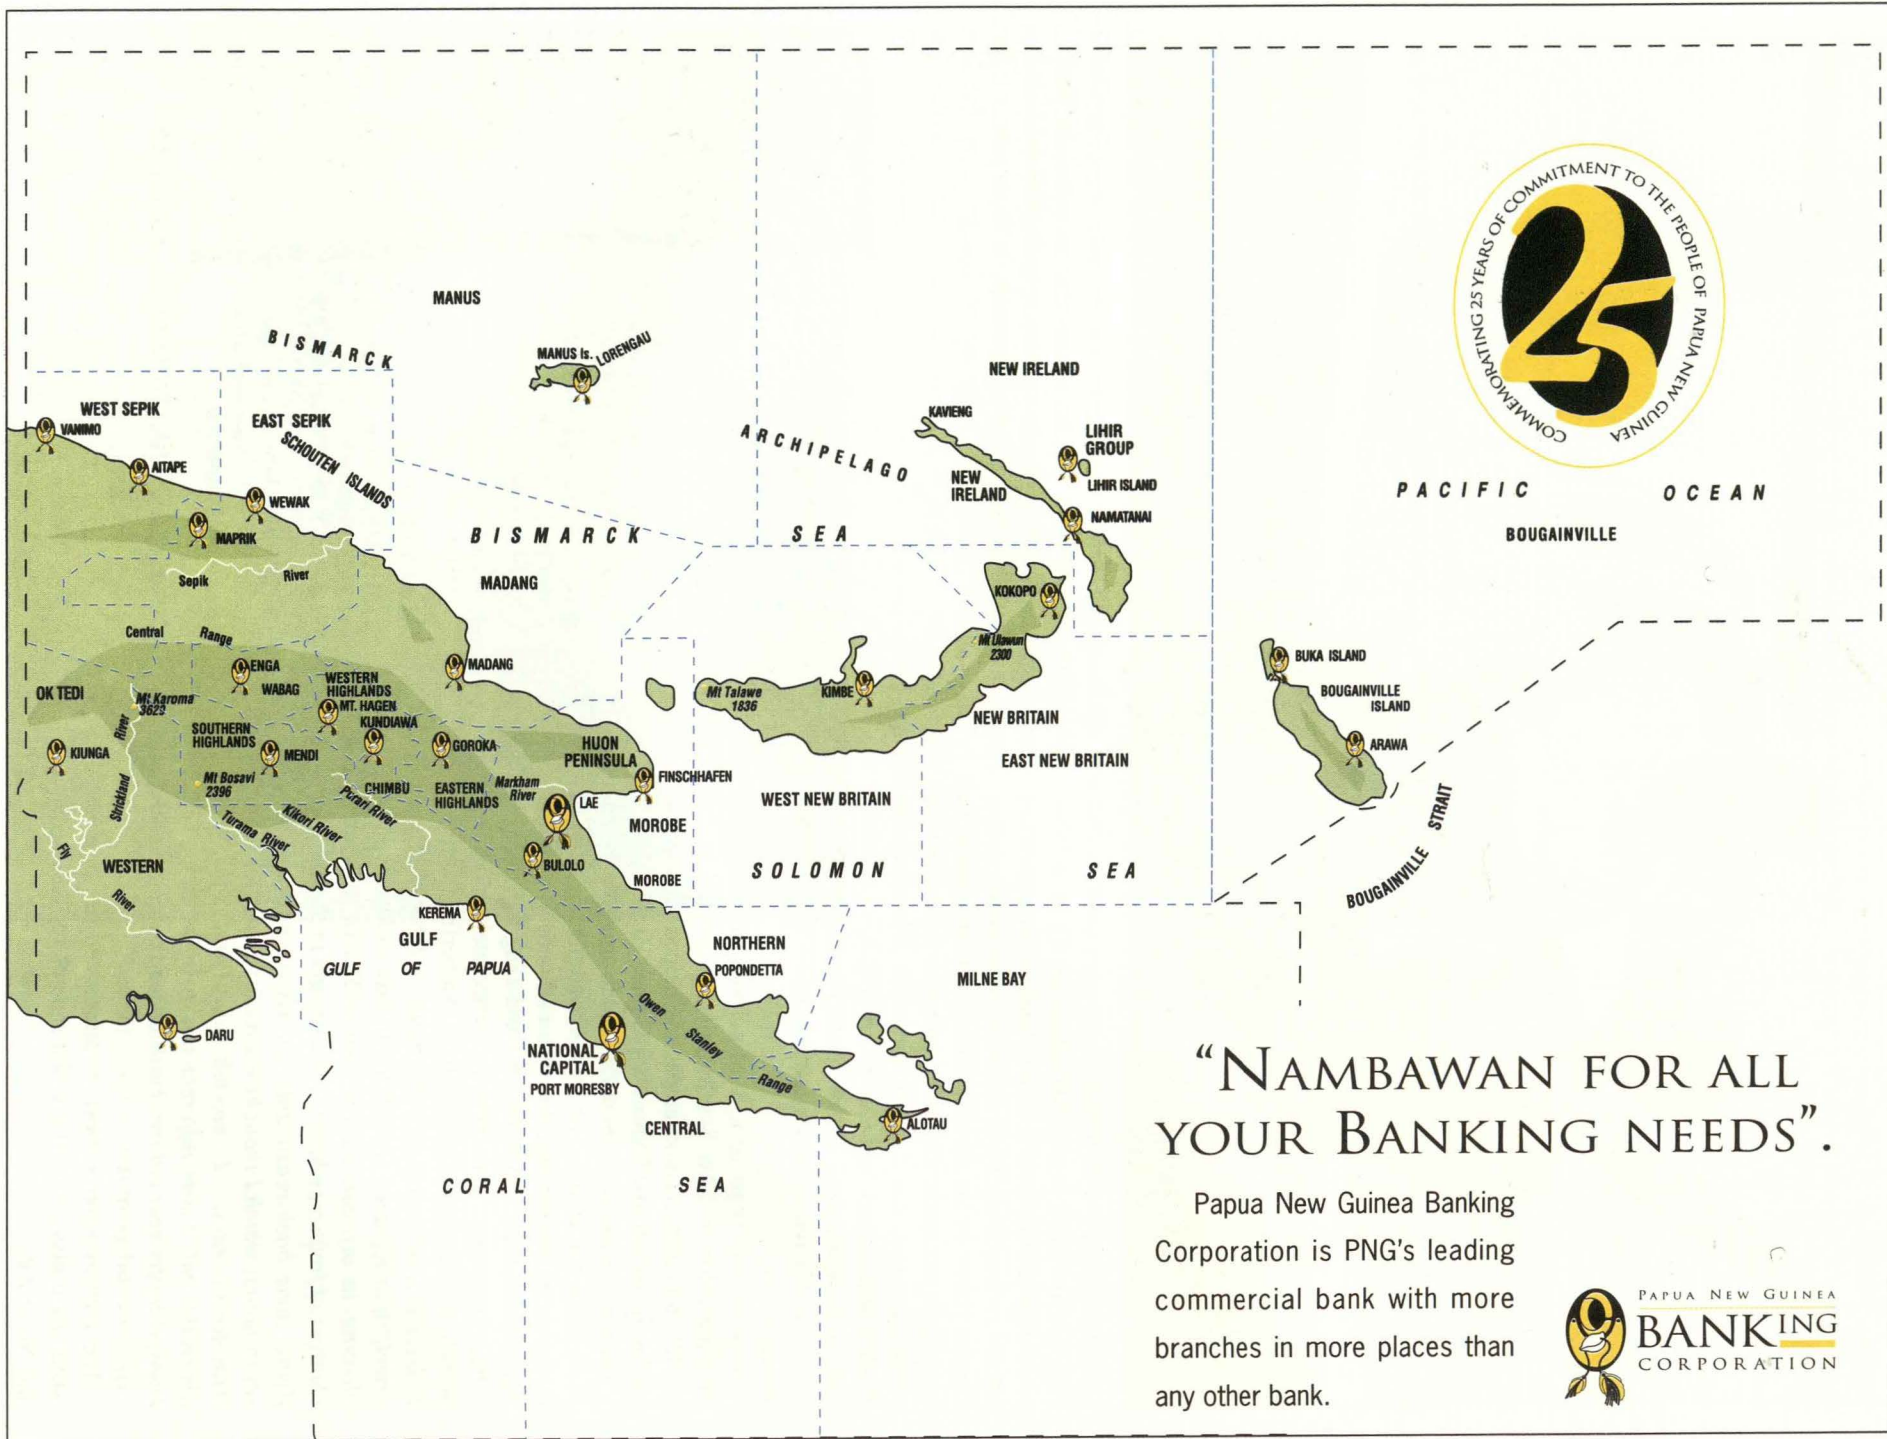 COMMEMORATING 25 YEARS OF COMMITMENT TO THE PEOPLE OF PAPUA NEW GUINEA
25
MANUS
BISMARCK
MANUS Is.
LORENGAU
NEW IRELAND
WEST SEPIK
VANIMO
EAST SEPIK
SCHOUTEN ISLANDS
AITAPE
WEWAK
MAPRIK
ARCHIPELAGO
KAVIENG
LIHIR
GROUP
NEW
IRELAND
LIHIR ISLAND
NAMATANAI
PACIFIC OCEAN
BOUGAINVILLE
BISMARCK SEA
Sepik River
MADANG
KOKOPO
Central Range
Mt Ulawun
2300
ENGA
WABAG
WESTERN
HIGHLANDS
MADANG
BUKA ISLAND
OK TEDI
Mt Karoma
3629
MT. HAGEN
KUNDIAWA
Mt Talawe
1836
KIMBE
BOUGAINVILLE
ISLAND
NEW BRITAIN
SOUTHERN
HIGHLANDS
KIUNGA
MENDI
GOROKA
HUON
PENINSULA
ARAWA
EAST NEW BRITAIN
Strickland River
Mt Bosavi
2396
CHIMBU
EASTERN
HIGHLANDS
Markham
River
FINSCHHAFEN
LAE
WEST NEW BRITAIN
Purari River
Kikori River
Turama River
MOROBE
BOUGAINVILLE STRAIT
Fly River
WESTERN
BULOLO
MOROBE
SOLOMON SEA
KEREMA
GULF
GULF OF PAPUA
NORTHERN
POPONDETTA
MILNE BAY
DARU
Owen Stanley Range
NATIONAL
CAPITAL
PORT MORESBY
CENTRAL
ALOTAU
CORAL SEA
“NAMBAWAN FOR ALL
YOUR BANKING NEEDS”.
Papua New Guinea Banking
Corporation is PNG's leading
commercial bank with more
branches in more places than
any other bank.
PAPUA NEW GUINEA
BANKING
CORPORATION